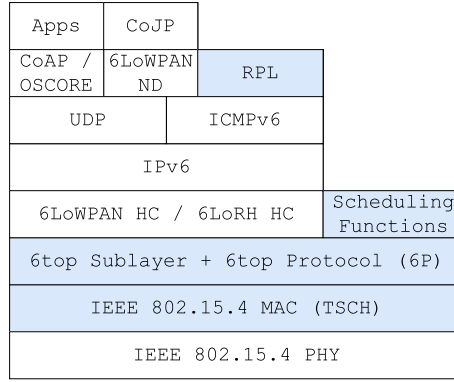 Apps
CoJP
CoAP /
OSCORE
6LoWPAN
ND
RPL
UDP
ICMPv6
IPv6
6LoWPAN HC / 6LoRH HC
Scheduling
Functions
6top Sublayer + 6top Protocol (6P)
IEEE 802.15.4 MAC (TSCH)
IEEE 802.15.4 PHY